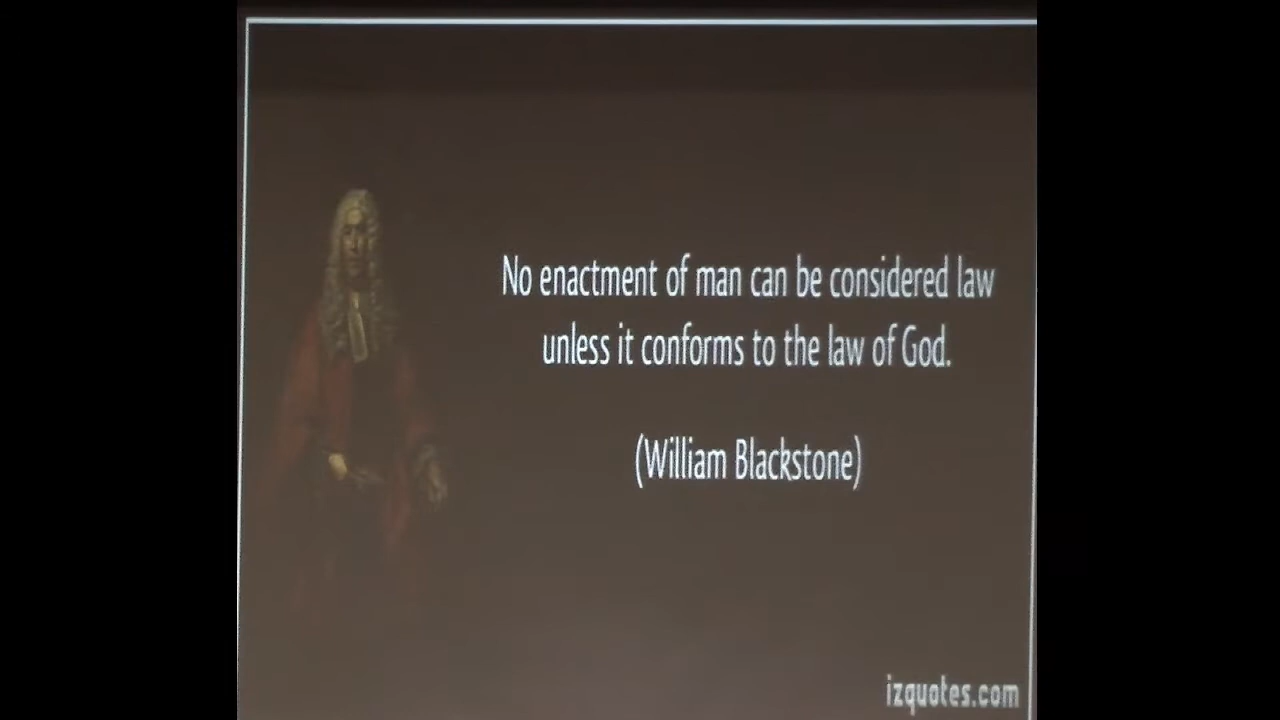 No enactment of man can be considered law
unless it conforms to the law of God.
(William Blackstone)
izquotes.com